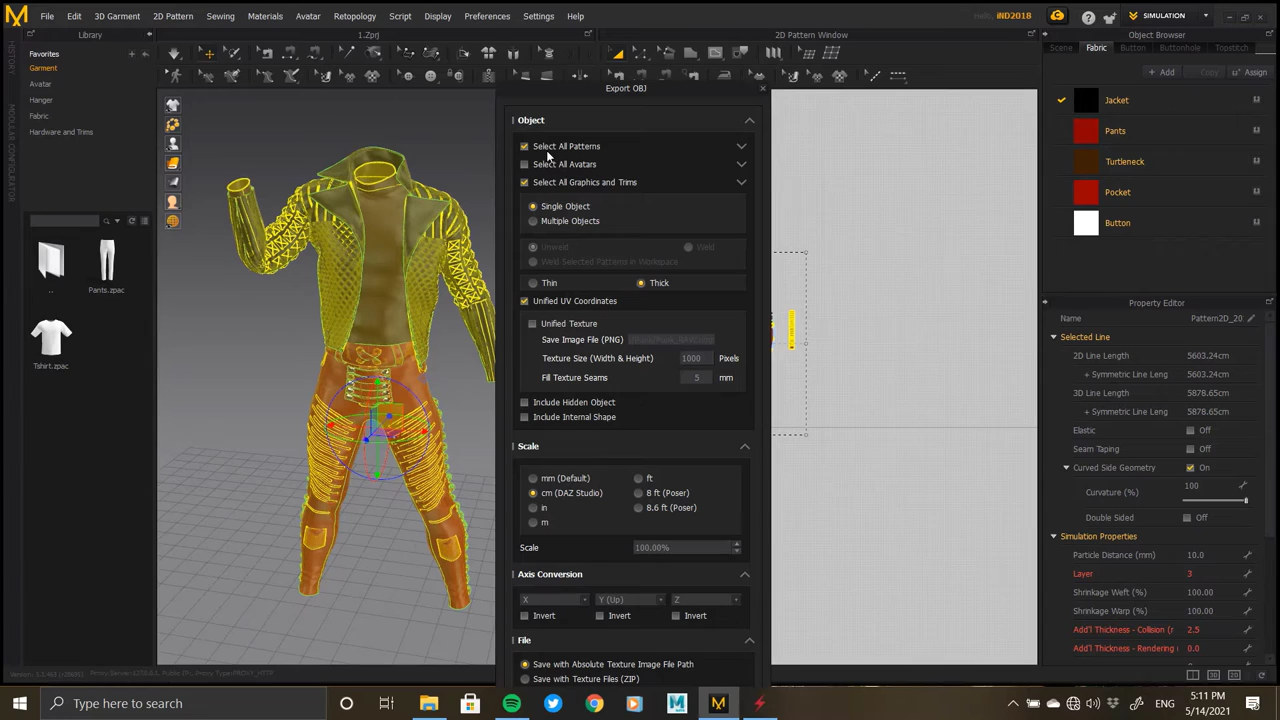 File Edit 3D Garment 2D Pattern Sewing Materials Avatar Retopology Script Display Preferences Settings Help
Hello, iND2018 SIMULATION
Library 1.Zprj 2D Pattern Window Object Browser
HISTORY
MODULAR CONFIGURATOR
Favorites
Garment
Avatar
Hanger
Fabric
Hardware and Trims
..
Pants.zpac
Tshirt.zpac
Export OBJ
Object
Select All Patterns
Select All Avatars
Select All Graphics and Trims
Single Object
Multiple Objects
Unweld Weld
Weld Selected Patterns in Workspace
Thin Thick
Unified UV Coordinates
Unified Texture
Save Image File (PNG)
Texture Size (Width & Height) 1000 Pixels
Fill Texture Seams 5 mm
Include Hidden Object
Include Internal Shape
Scale
mm (Default) ft
cm (DAZ Studio) 8 ft (Poser)
in 8.6 ft (Poser)
m
Scale 100.00%
Axis Conversion
X Y (Up) Z
Invert Invert Invert
File
Save with Absolute Texture Image File Path
Save with Texture Files (ZIP)
Scene Fabric Button Buttonhole Topstitch
Add Copy Assign
Jacket
Pants
Turtleneck
Pocket
Button
Property Editor
Name Pattern2D_20
Selected Line
2D Line Length 5603.24cm
+ Symmetric Line Leng 5603.24cm
3D Line Length 5878.65cm
+ Symmetric Line Leng 5878.65cm
Elastic Off
Seam Taping Off
Curved Side Geometry On
Curvature (%) 100
Double Sided Off
Simulation Properties
Particle Distance (mm) 10.0
Layer 3
Shrinkage Weft (%) 100.00
Shrinkage Warp (%) 100.00
Add'l Thickness - Collision (r 2.5
Add'l Thickness - Rendering ( 0.0
Type here to search
ENG
5:11 PM
5/14/2021